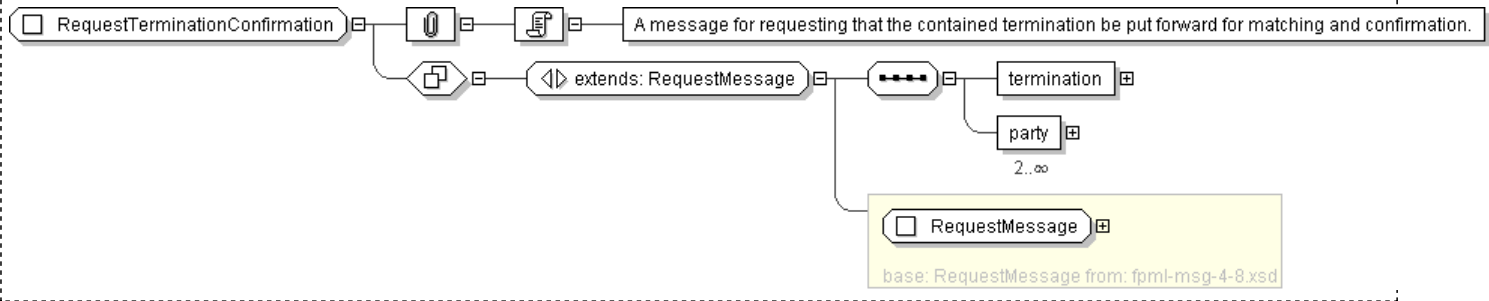 RequestTerminationConfirmation
A message for requesting that the contained termination be put forward for matching and confirmation.
extends: RequestMessage
termination
party
2..∞
RequestMessage
base: RequestMessage from: fpml-msg-4-8.xsd